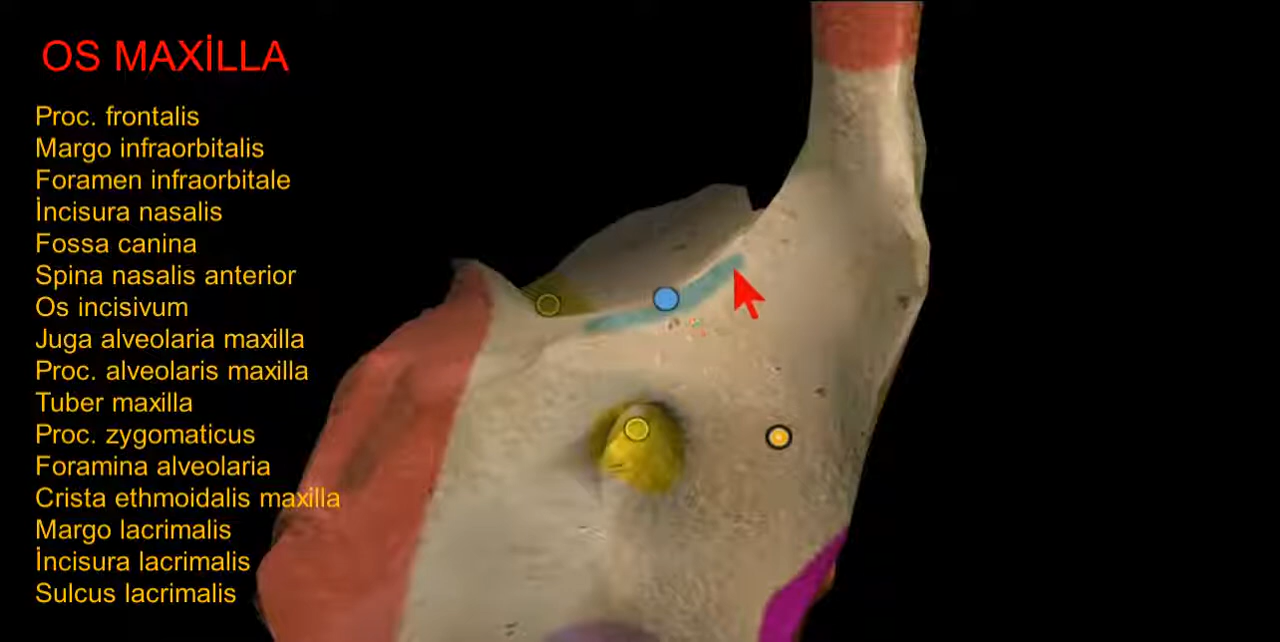 OS MAXİLLA
Proc. frontalis
Margo infraorbitalis
Foramen infraorbitale
İncisura nasalis
Fossa canina
Spina nasalis anterior
Os incisivum
Juga alveolaria maxilla
Proc. alveolaris maxilla
Tuber maxilla
Proc. zygomaticus
Foramina alveolaria
Crista ethmoidalis maxilla
Margo lacrimalis
İncisura lacrimalis
Sulcus lacrimalis